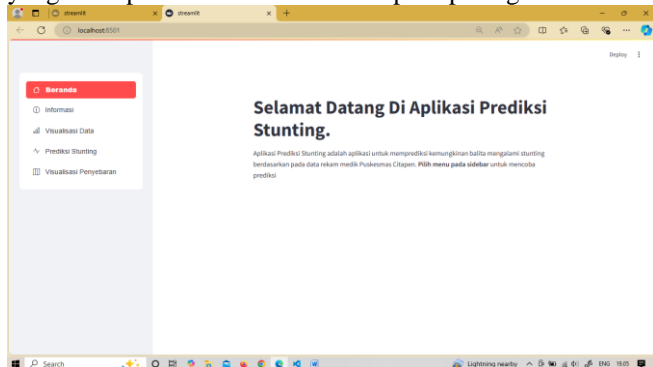 streamlit
streamlit
localhost:8501
Deploy
Beranda
Informasi
Visualisasi Data
Prediksi Stunting
Visualisasi Penyebaran
Selamat Datang Di Aplikasi Prediksi
Stunting.
Aplikasi Prediksi Stunting adalah aplikasi untuk memprediksi kemungkinan balita mengalami stunting
berdasarkan pada data rekam medik Puskesmas Citapen. Pilih menu pada sidebar untuk mencoba
prediksi
Search
Lightning nearby
ENG
19.05